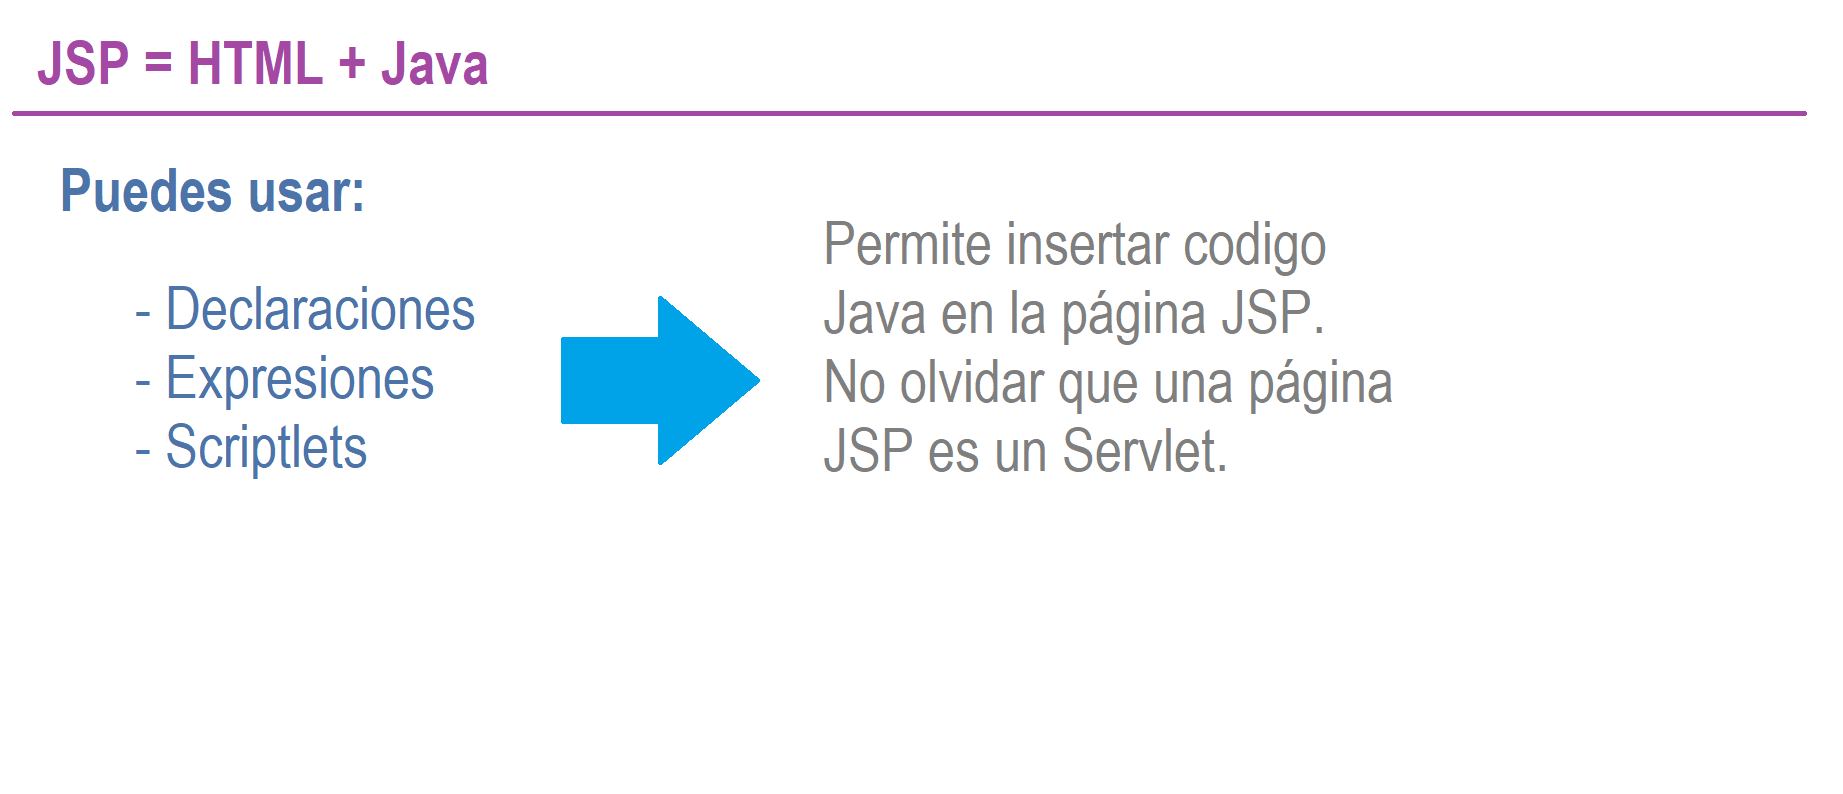 JSP = HTML + Java
Puedes usar:
- Declaraciones
- Expresiones
- Scriptlets
Permite insertar codigo
Java en la página JSP.
No olvidar que una página
JSP es un Servlet.